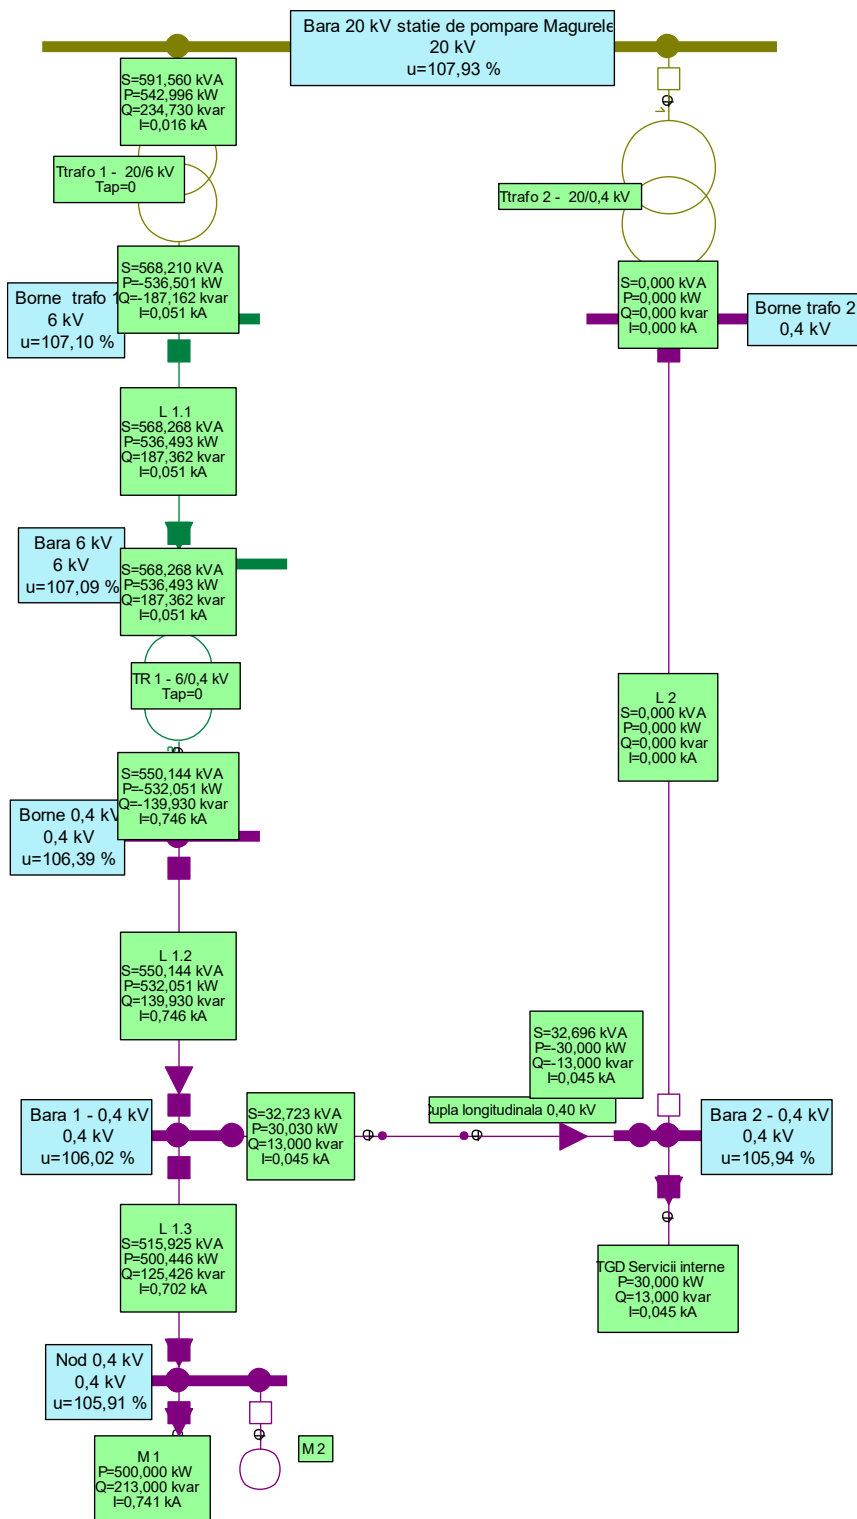 Bara 20 kV statie de pompare Magurele
20 kV
u=107,93 %
S=591,560 kVA
P=542,996 kW
Q=234,730 kvar
I=0,016 kA
Ttrafo 1 - 20/6 kV
Tap=0
Ttrafo 2 - 20/0,4 kV
S=568,210 kVA
P=-536,501 kW
Q=-187,162 kvar
I=0,051 kA
Borne trafo 1
6 kV
u=107,10 %
S=0,000 kVA
P=0,000 kW
Q=0,000 kvar
I=0,000 kA
Borne trafo 2
0,4 kV
L 1.1
S=568,268 kVA
P=536,493 kW
Q=187,362 kvar
I=0,051 kA
Bara 6 kV
6 kV
u=107,09 %
S=568,268 kVA
P=536,493 kW
Q=187,362 kvar
I=0,051 kA
TR 1 - 6/0,4 kV
Tap=0
L 2
S=0,000 kVA
P=0,000 kW
Q=0,000 kvar
I=0,000 kA
S=550,144 kVA
P=-532,051 kW
Q=-139,930 kvar
I=0,746 kA
Borne 0,4 kV
0,4 kV
u=106,39 %
L 1.2
S=550,144 kVA
P=532,051 kW
Q=139,930 kvar
I=0,746 kA
S=32,696 kVA
P=-30,000 kW
Q=-13,000 kvar
I=0,045 kA
Bara 1 - 0,4 kV
0,4 kV
u=106,02 %
S=32,723 kVA
P=30,030 kW
Q=13,000 kvar
I=0,045 kA
Cupla longitudinala 0,40 kV
Bara 2 - 0,4 kV
0,4 kV
u=105,94 %
L 1.3
S=515,925 kVA
P=500,446 kW
Q=125,426 kvar
I=0,702 kA
TGD Servicii interne
P=30,000 kW
Q=13,000 kvar
I=0,045 kA
Nod 0,4 kV
0,4 kV
u=105,91 %
M 1
P=500,000 kW
Q=213,000 kvar
I=0,741 kA
M 2